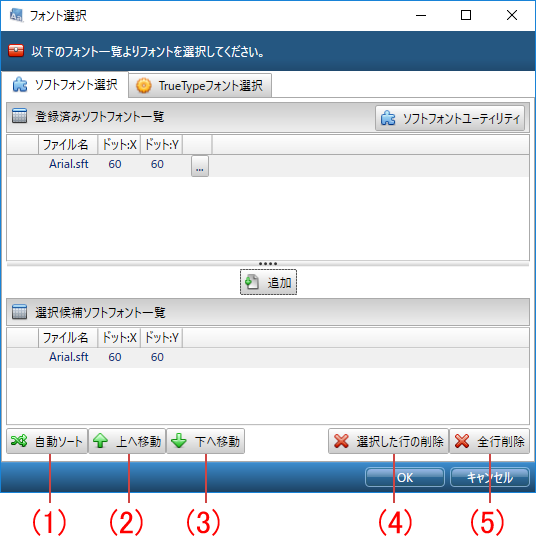 フォント選択
以下のフォント一覧よりフォントを選択してください。
ソフトフォント選択 TrueTypeフォント選択
登録済みソフトフォント一覧 ソフトフォントユーティリティ
ファイル名 ドット:X ドット:Y
Arial.sft 60 60 ...
追加
選択候補ソフトフォント一覧
ファイル名 ドット:X ドット:Y
Arial.sft 60 60
自動ソート 上へ移動 下へ移動 選択した行の削除 全行削除
OK キャンセル
(1) (2) (3) (4) (5)